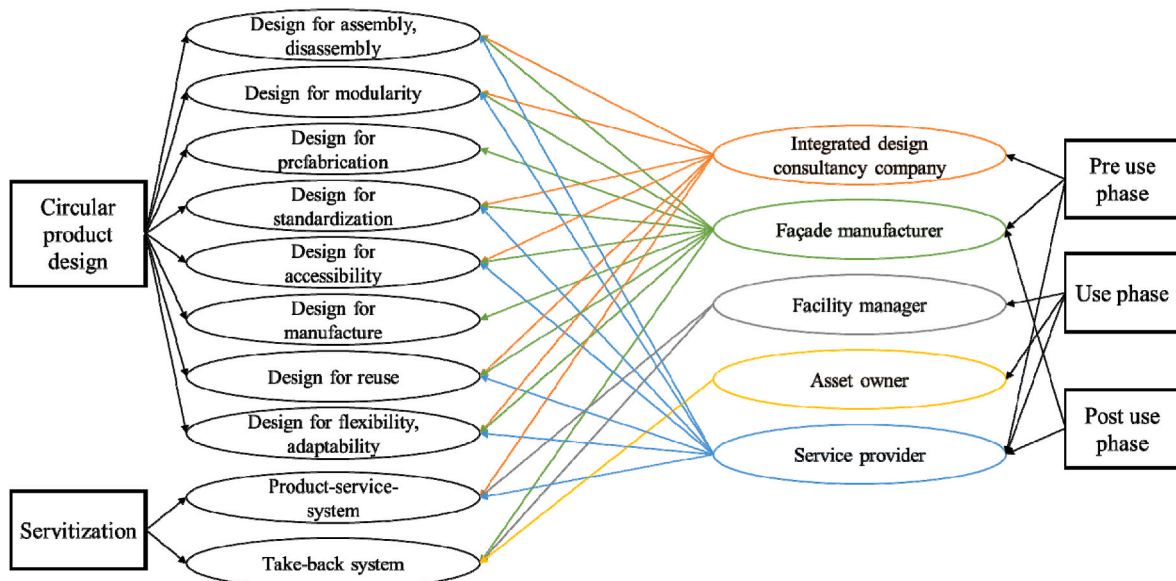 Circular
product
design
Servitization
Design for assembly,
disassembly
Design for modularity
Design for
prcfabrication
Design for
standardization
Design for
accessibility
Design for
manufacture
Design for reuse
Design for flexibility,
adaptability
Product-service-
system
Take-back system
Integrated design
consultancy company
Façade manufacturer
Facility manager
Asset owner
Service provider
Pre use
phase
Use phase
Post use
phase